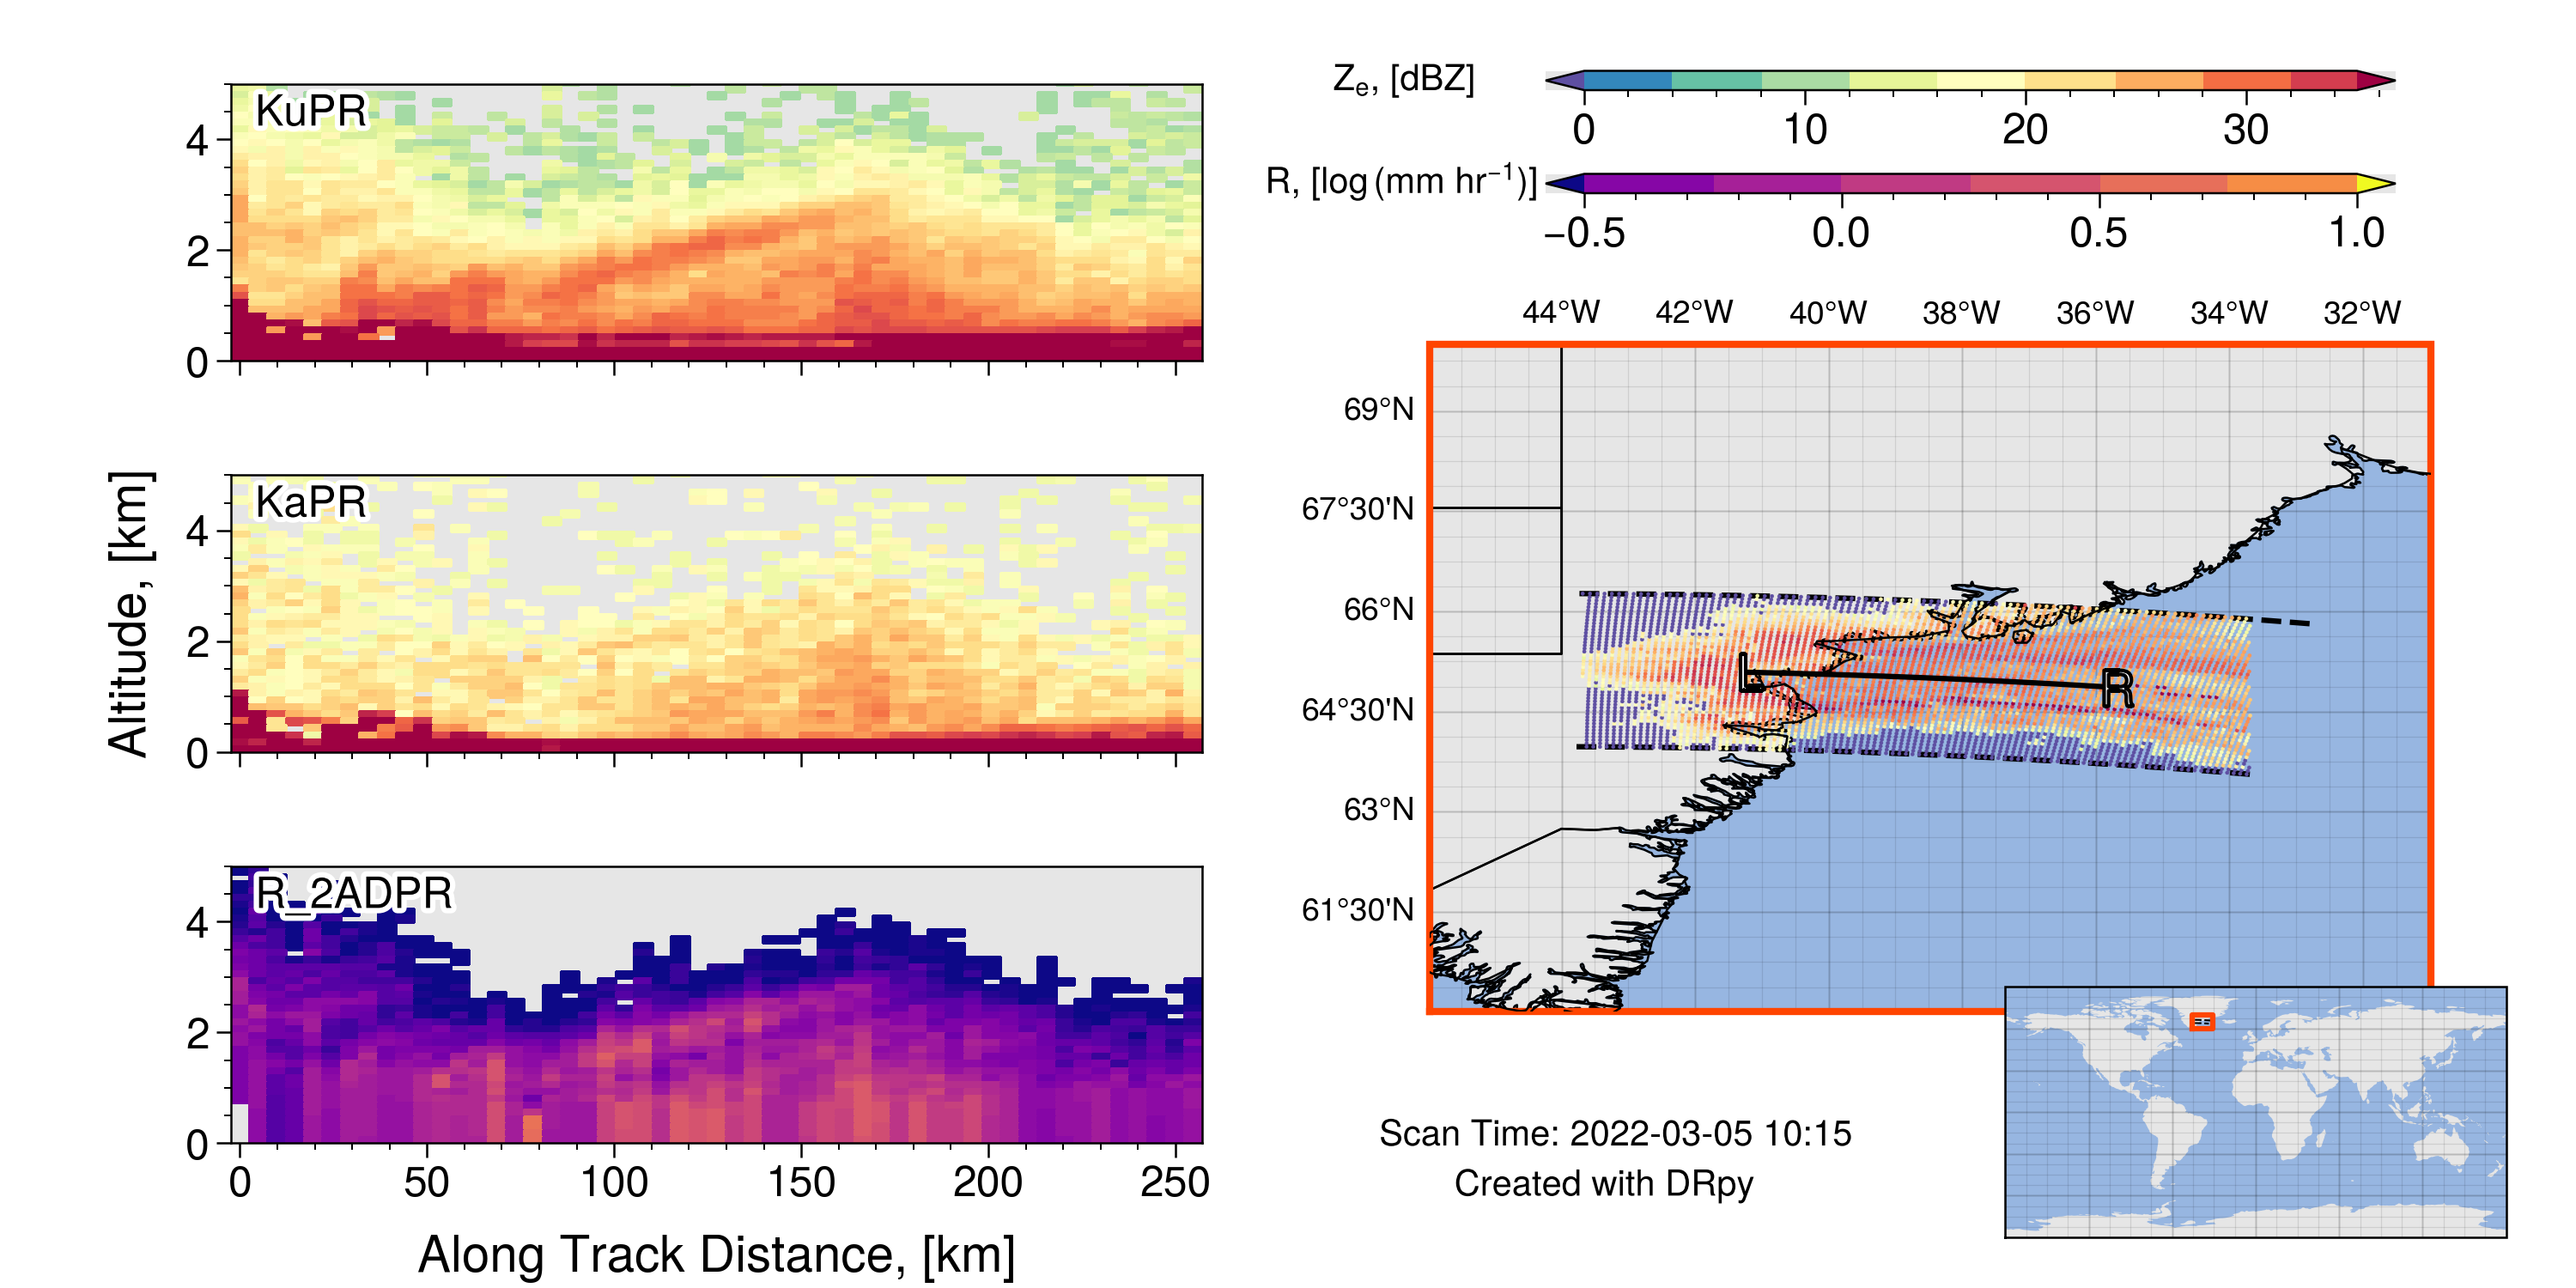 KuPR
4
2
0
KaPR
4
2
0
R_2ADPR
4
2
0
0 50 100 150 200 250
Altitude, [km]
Along Track Distance, [km]
Ze, [dBZ]
0 10 20 30
R, [log (mm hr⁻¹)]
−0.5 0.0 0.5 1.0
44°W 42°W 40°W 38°W 36°W 34°W 32°W
69°N
67°30'N
66°N
64°30'N
63°N
61°30'N
L R
Scan Time: 2022-03-05 10:15
Created with DRpy